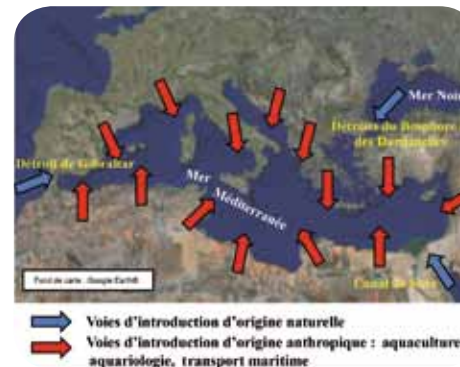 Mer Noi
Détroits du Bosphore
des Dardanelles
Détroit de Gibraltar
Mer Méditerranée
Canal de Suez
Fond de carte : Google Earth®
Voies d'introduction d'origine naturelle
Voies d'introduction d'origine anthropique : aquaculture
aquariologie, transport maritime